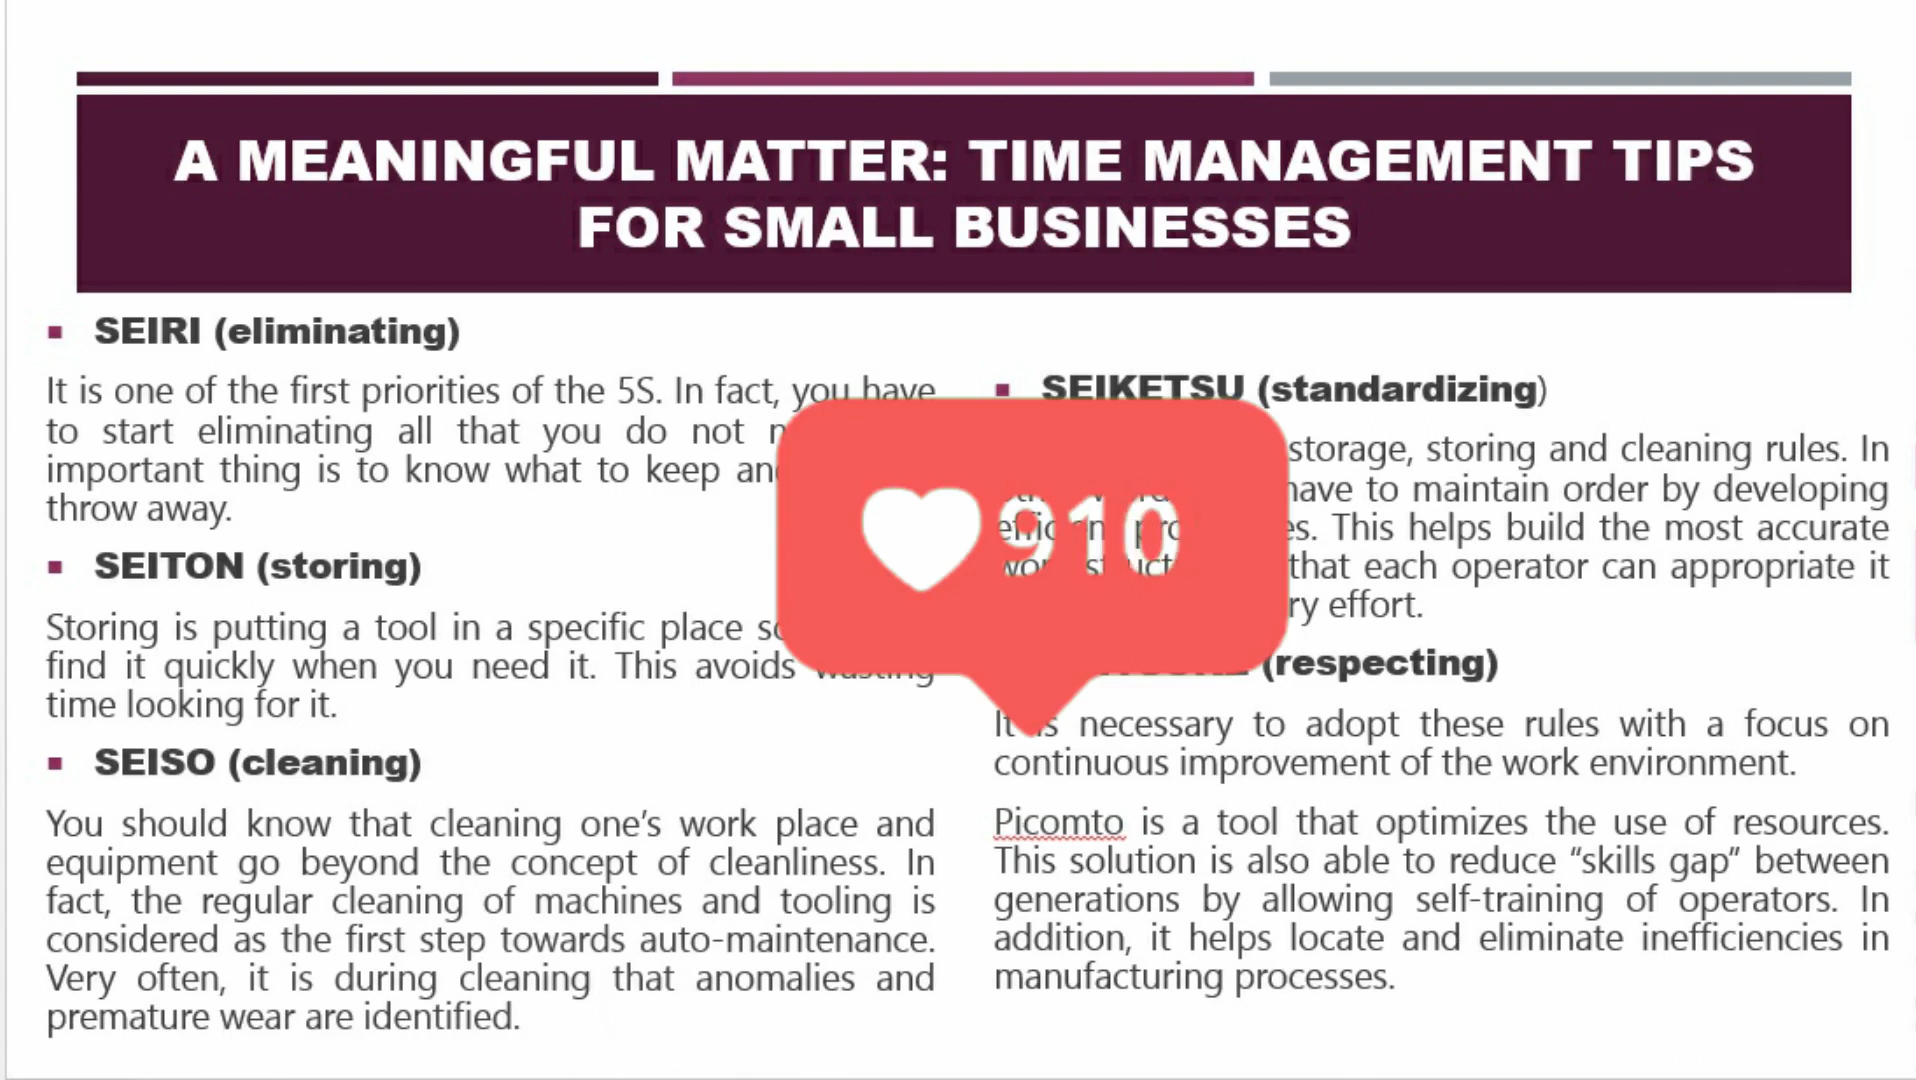 A MEANINGFUL MATTER: TIME MANAGEMENT TIPS
FOR SMALL BUSINESSES
▪ SEIRI (eliminating)
It is one of the first priorities of the 5S. In fact, you have
to start eliminating all that you do not
important thing is to know what to keep
throw away.
▪ SEITON (storing)
Storing is putting a tool in a specific place
find it quickly when you need it. This avoids wasting
time looking for it.
▪ SEISO (cleaning)
You should know that cleaning one’s work place and
equipment go beyond the concept of cleanliness. In
fact, the regular cleaning of machines and tooling is
considered as the first step towards auto-maintenance.
Very often, it is during cleaning that anomalies and
premature wear are identified.
▪ SEIKETSU (standardizing)
storage, storing and cleaning rules. In
have to maintain order by developing
This helps build the most accurate
that each operator can appropriate it
effort.
(respecting)
It is necessary to adopt these rules with a focus on
continuous improvement of the work environment.
Picomto is a tool that optimizes the use of resources.
This solution is also able to reduce “skills gap” between
generations by allowing self-training of operators. In
addition, it helps locate and eliminate inefficiencies in
manufacturing processes.
910